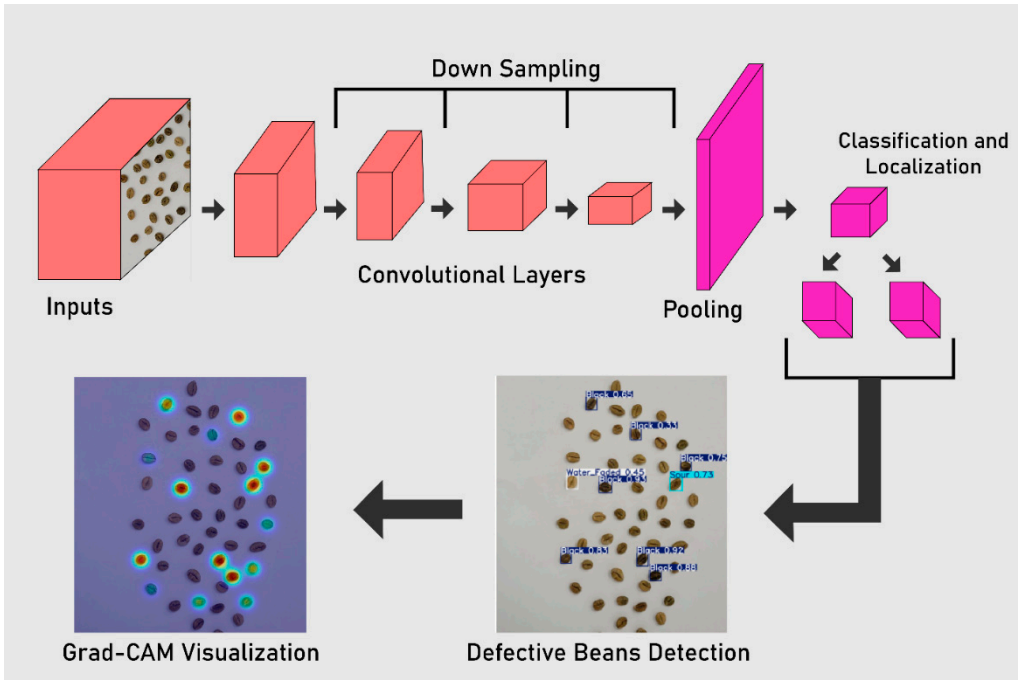 Down Sampling
Classification and
Localization
Convolutional Layers
Inputs
Pooling
Black 0.65
Black 0.33
Black 0.75
Water_Faded 0.45
Sour 0.73
Black 0.93
Black 0.83
Black 0.92
Black 0.88
Grad-CAM Visualization
Defective Beans Detection